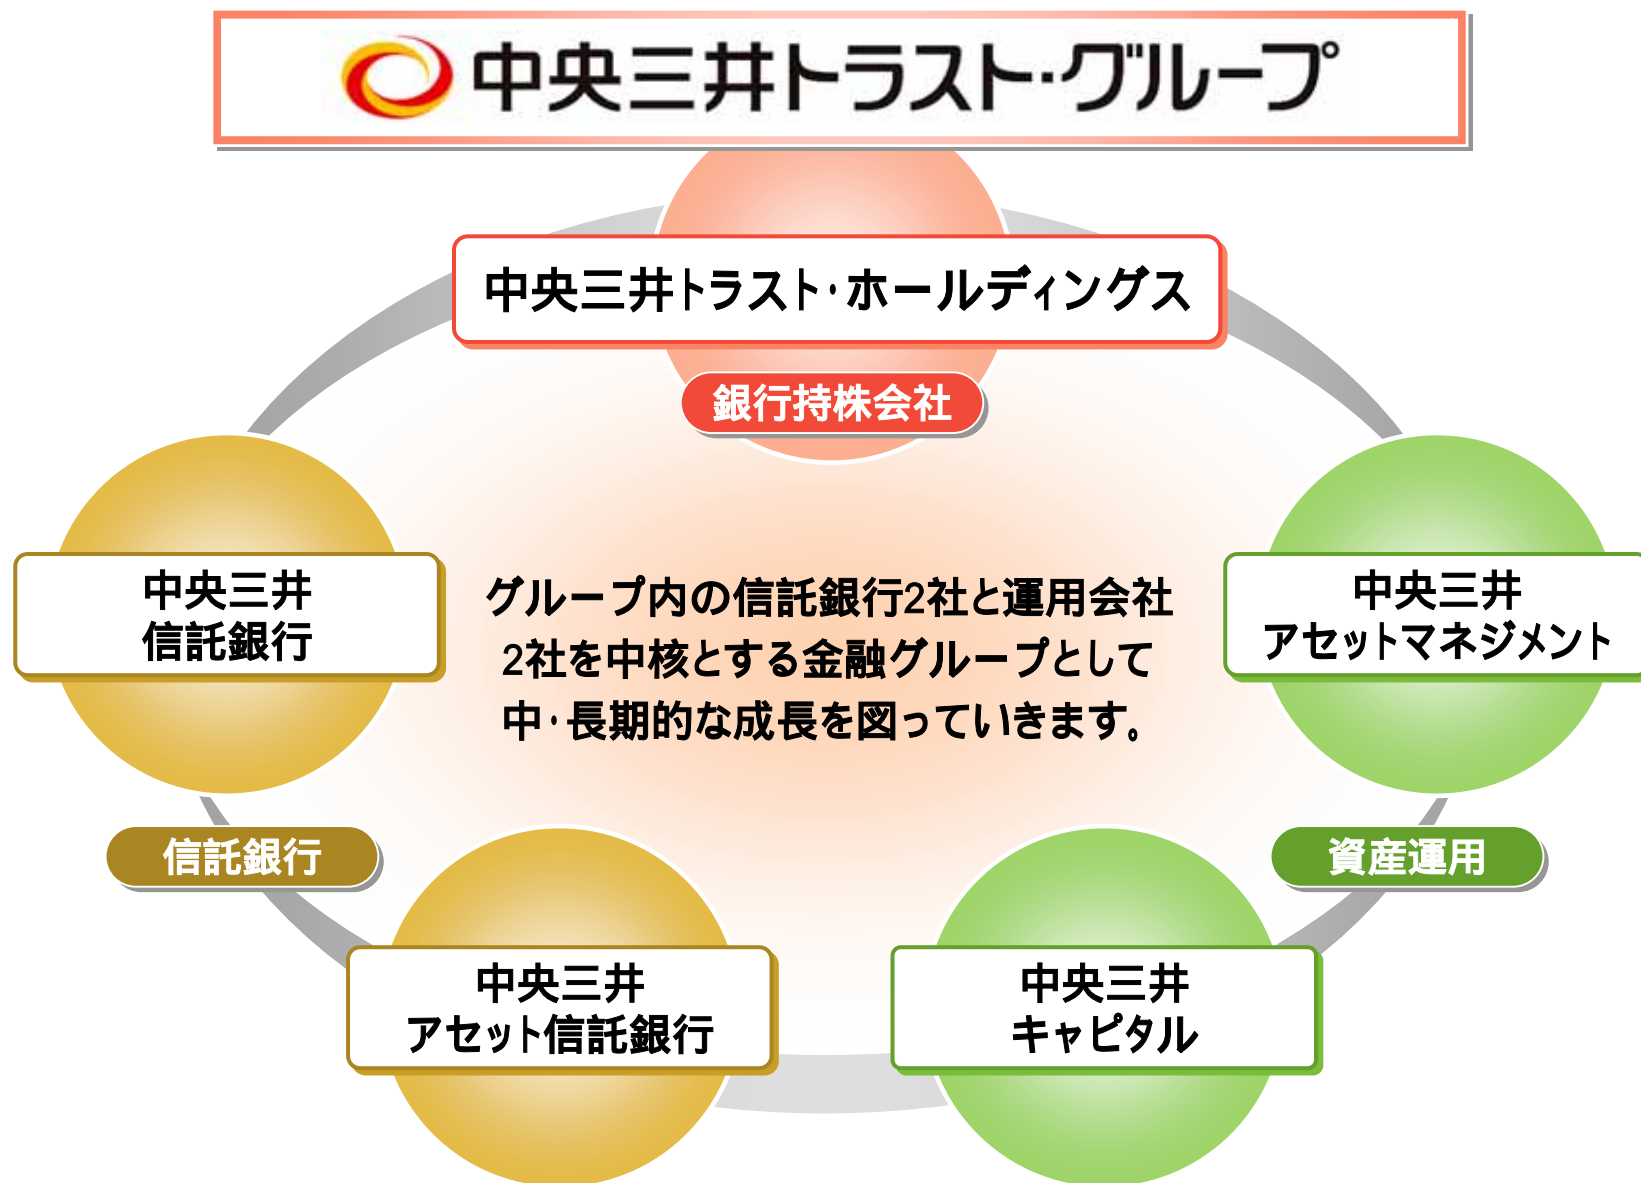 中央三井トラスト・グループ
中央三井トラスト・ホールディングス
銀行持株会社
中央三井
信託銀行
グループ内の信託銀行2社と運用会社
2社を中核とする金融グループとして
中・長期的な成長を図っていきます。
中央三井
アセットマネジメント
信託銀行
資産運用
中央三井
アセット信託銀行
中央三井
キャピタル